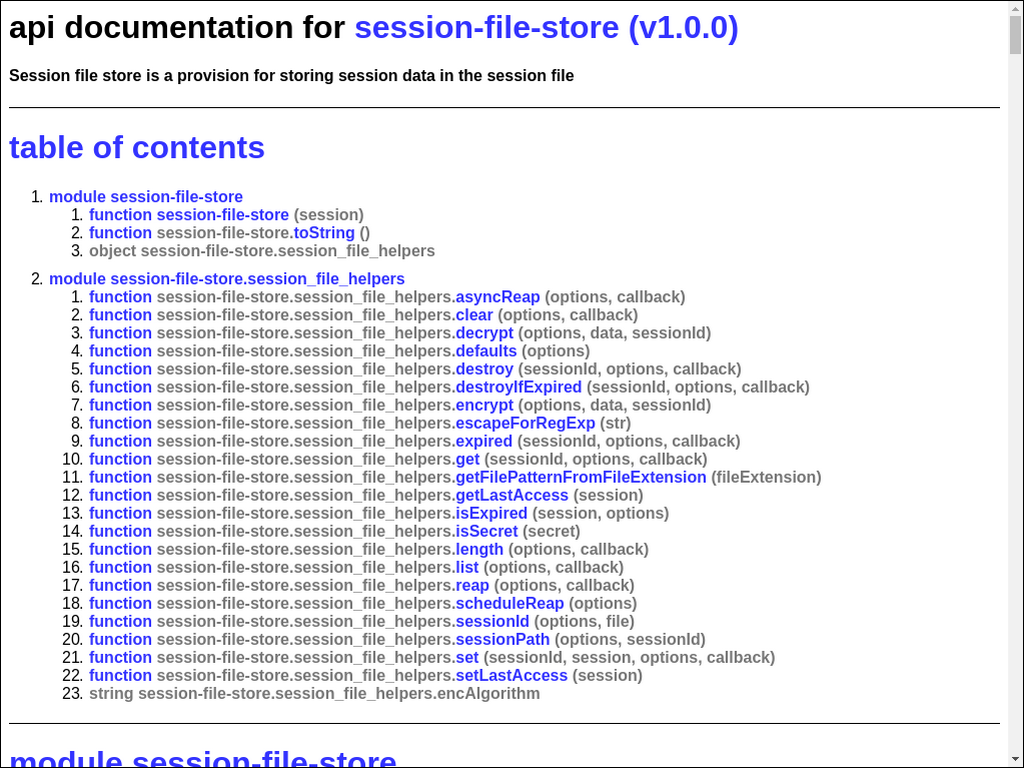 api documentation for session-file-store (v1.0.0)
Session file store is a provision for storing session data in the session file
table of contents
1. module session-file-store
1. function session-file-store (session)
2. function session-file-store.toString ()
3. object session-file-store.session_file_helpers
2. module session-file-store.session_file_helpers
1. function session-file-store.session_file_helpers.asyncReap (options, callback)
2. function session-file-store.session_file_helpers.clear (options, callback)
3. function session-file-store.session_file_helpers.decrypt (options, data, sessionId)
4. function session-file-store.session_file_helpers.defaults (options)
5. function session-file-store.session_file_helpers.destroy (sessionId, options, callback)
6. function session-file-store.session_file_helpers.destroyIfExpired (sessionId, options, callback)
7. function session-file-store.session_file_helpers.encrypt (options, data, sessionId)
8. function session-file-store.session_file_helpers.escapeForRegExp (str)
9. function session-file-store.session_file_helpers.expired (sessionId, options, callback)
10. function session-file-store.session_file_helpers.get (sessionId, options, callback)
11. function session-file-store.session_file_helpers.getFilePatternFromFileExtension (fileExtension)
12. function session-file-store.session_file_helpers.getLastAccess (session)
13. function session-file-store.session_file_helpers.isExpired (session, options)
14. function session-file-store.session_file_helpers.isSecret (secret)
15. function session-file-store.session_file_helpers.length (options, callback)
16. function session-file-store.session_file_helpers.list (options, callback)
17. function session-file-store.session_file_helpers.reap (options, callback)
18. function session-file-store.session_file_helpers.scheduleReap (options)
19. function session-file-store.session_file_helpers.sessionId (options, file)
20. function session-file-store.session_file_helpers.sessionPath (options, sessionId)
21. function session-file-store.session_file_helpers.set (sessionId, session, options, callback)
22. function session-file-store.session_file_helpers.setLastAccess (session)
23. string session-file-store.session_file_helpers.encAlgorithm
module session-file-store